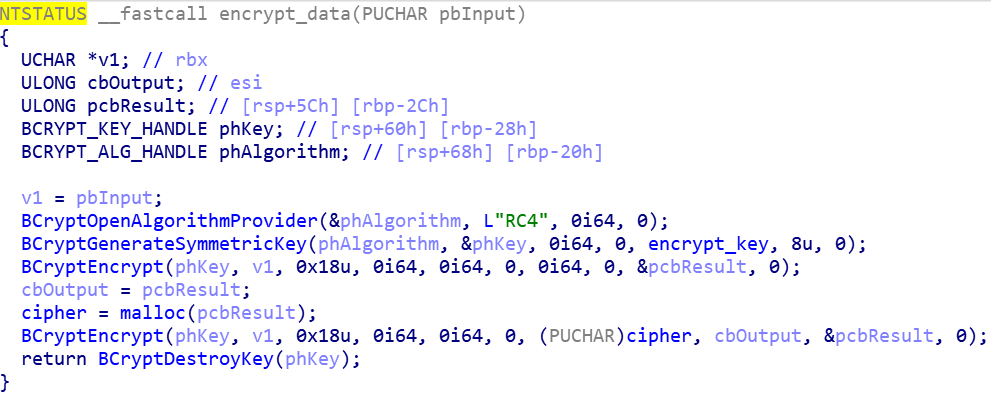 NTSTATUS __fastcall encrypt_data(PUCHAR pbInput)
{
  UCHAR *v1; // rbx
  ULONG cbOutput; // esi
  ULONG pcbResult; // [rsp+5Ch] [rbp-2Ch]
  BCRYPT_KEY_HANDLE phKey; // [rsp+60h] [rbp-28h]
  BCRYPT_ALG_HANDLE phAlgorithm; // [rsp+68h] [rbp-20h]

  v1 = pbInput;
  BCryptOpenAlgorithmProvider(&phAlgorithm, L"RC4", 0i64, 0);
  BCryptGenerateSymmetricKey(phAlgorithm, &phKey, 0i64, 0, encrypt_key, 8u, 0);
  BCryptEncrypt(phKey, v1, 0x18u, 0i64, 0i64, 0, 0i64, 0, &pcbResult, 0);
  cbOutput = pcbResult;
  cipher = malloc(pcbResult);
  BCryptEncrypt(phKey, v1, 0x18u, 0i64, 0i64, 0, (PUCHAR)cipher, cbOutput, &pcbResult, 0);
  return BCryptDestroyKey(phKey);
}